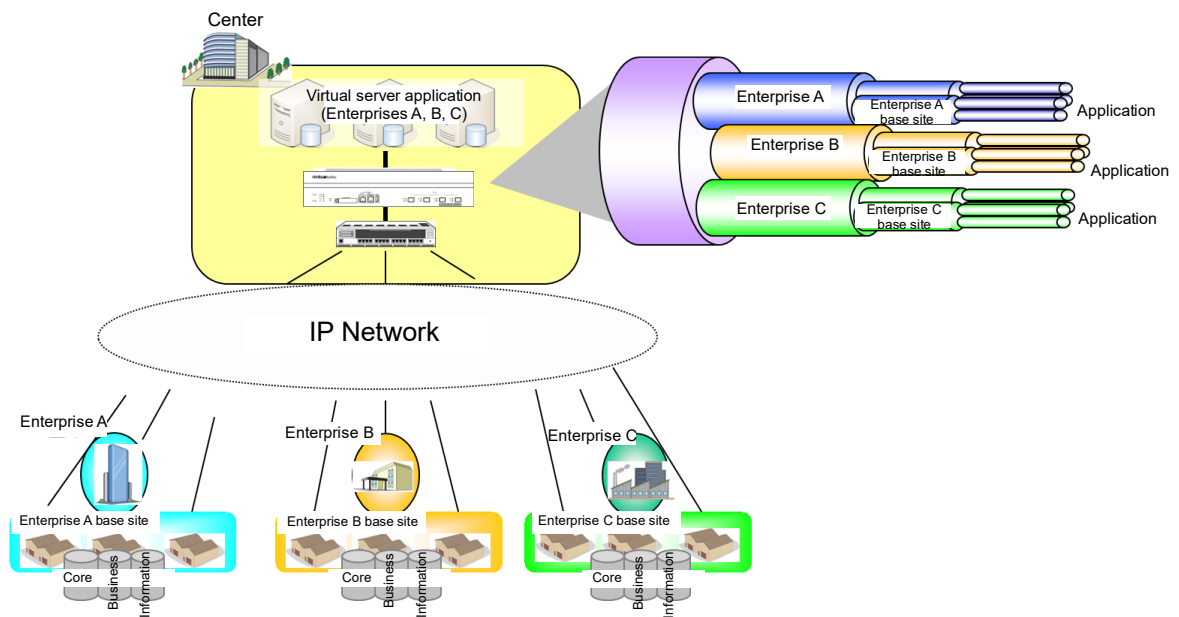 Center
Virtual server application
(Enterprises A, B, C)
Enterprise A
Enterprise A
base site
Application
Enterprise B
Enterprise B
base site
Application
Enterprise C
Enterprise C
base site
Application
IP Network
Enterprise A
Enterprise A base site
Core
Business
Information
Enterprise B
Enterprise B base site
Core
Business
Information
Enterprise C
Enterprise C base site
Core
Business
Information